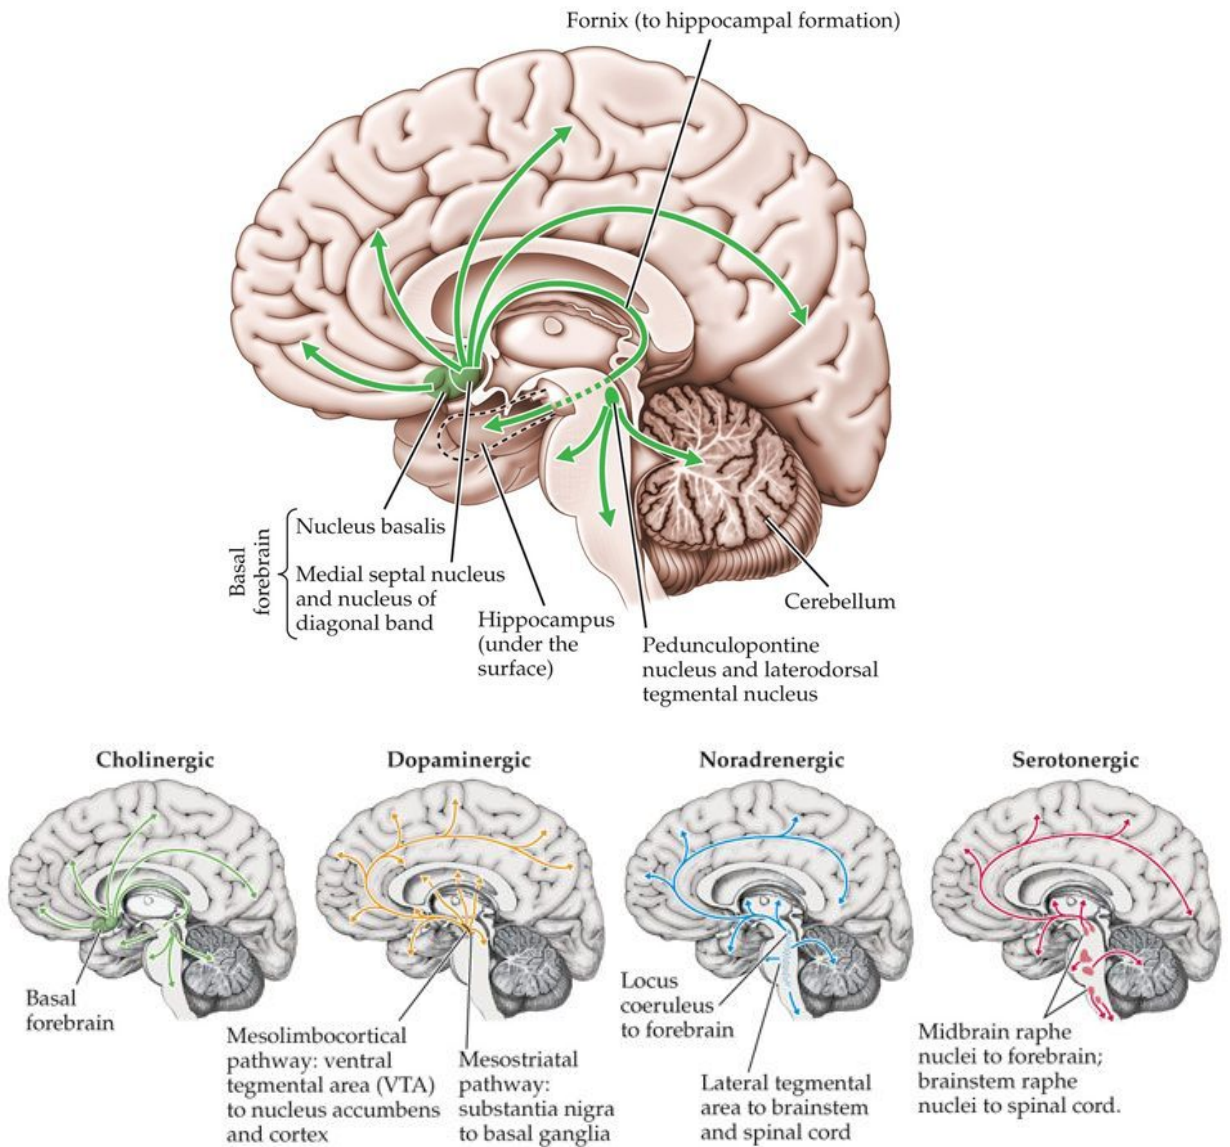 Fornix (to hippocampal formation)
Basal
forebrain
Nucleus basalis
Medial septal nucleus
and nucleus of
diagonal band
Hippocampus
(under the
surface)
Pedunculopontine
nucleus and laterodorsal
tegmental nucleus
Cerebellum
Cholinergic
Basal
forebrain
Dopaminergic
Mesolimbocortical
pathway: ventral
tegmental area (VTA)
to nucleus accumbens
and cortex
Mesostriatal
pathway:
substantia nigra
to basal ganglia
Noradrenergic
Locus
coeruleus
to forebrain
Lateral tegmental
area to brainstem
and spinal cord
Serotonergic
Midbrain raphe
nuclei to forebrain;
brainstem raphe
nuclei to spinal cord.